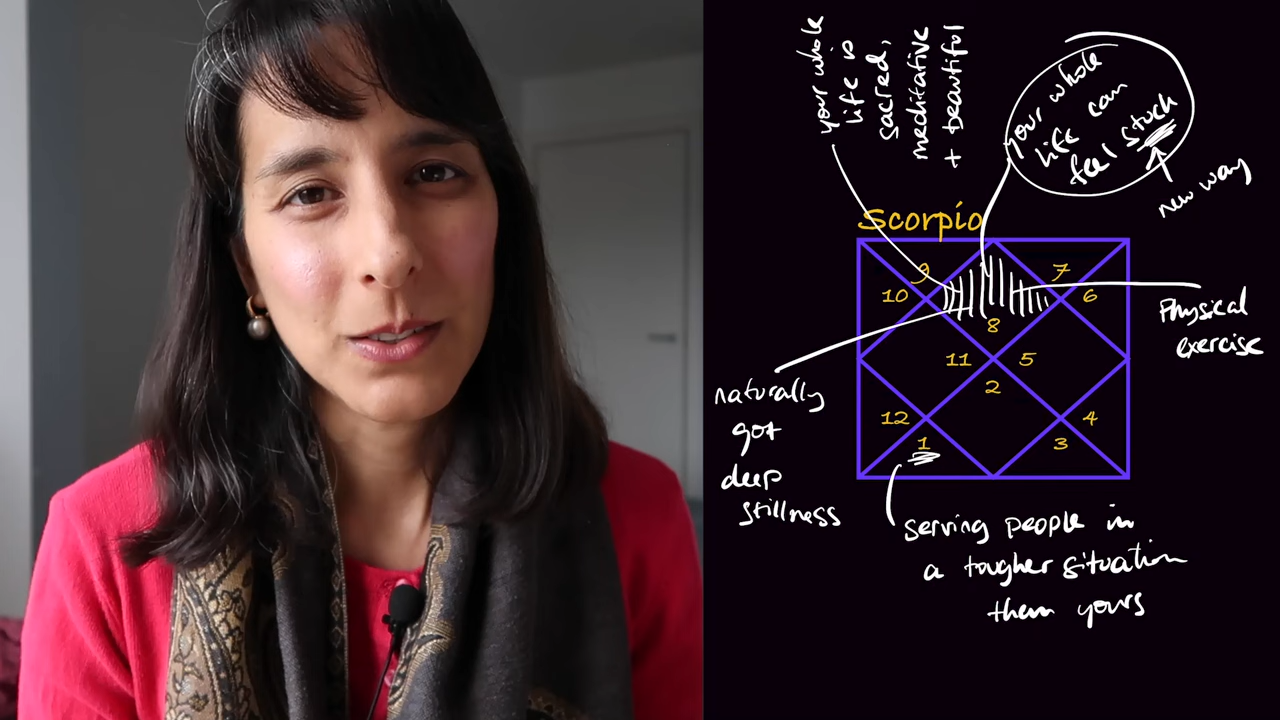 your whole
life is
sacred,
meditative
+ beautiful
your whole
life can
feel stuck
new way
Scorpio
9
7
10
6
8
11
5
2
12
4
1
3
Physical
exercise
naturally
got
deep
stillness
serving people in
a tougher situation
them yours